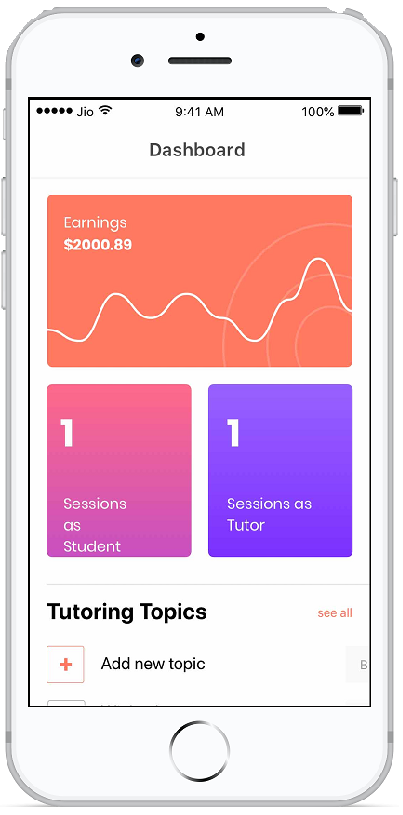 Jio 9:41 AM 100%
Dashboard
Earnings
$2000.89
1
Sessions
as
Student
1
Sessions as
Tutor
Tutoring Topics see all
+ Add new topic B